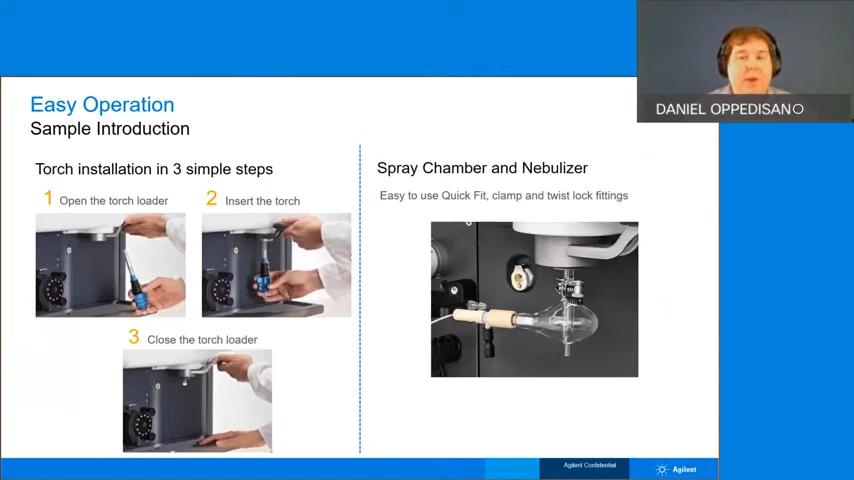 DANIEL OPPEDISANO
Easy Operation
Sample Introduction
Torch installation in 3 simple steps
1 Open the torch loader
2 Insert the torch
3 Close the torch loader
Spray Chamber and Nebulizer
Easy to use Quick Fit, clamp and twist lock fittings
Agilent Confidential
Agilent